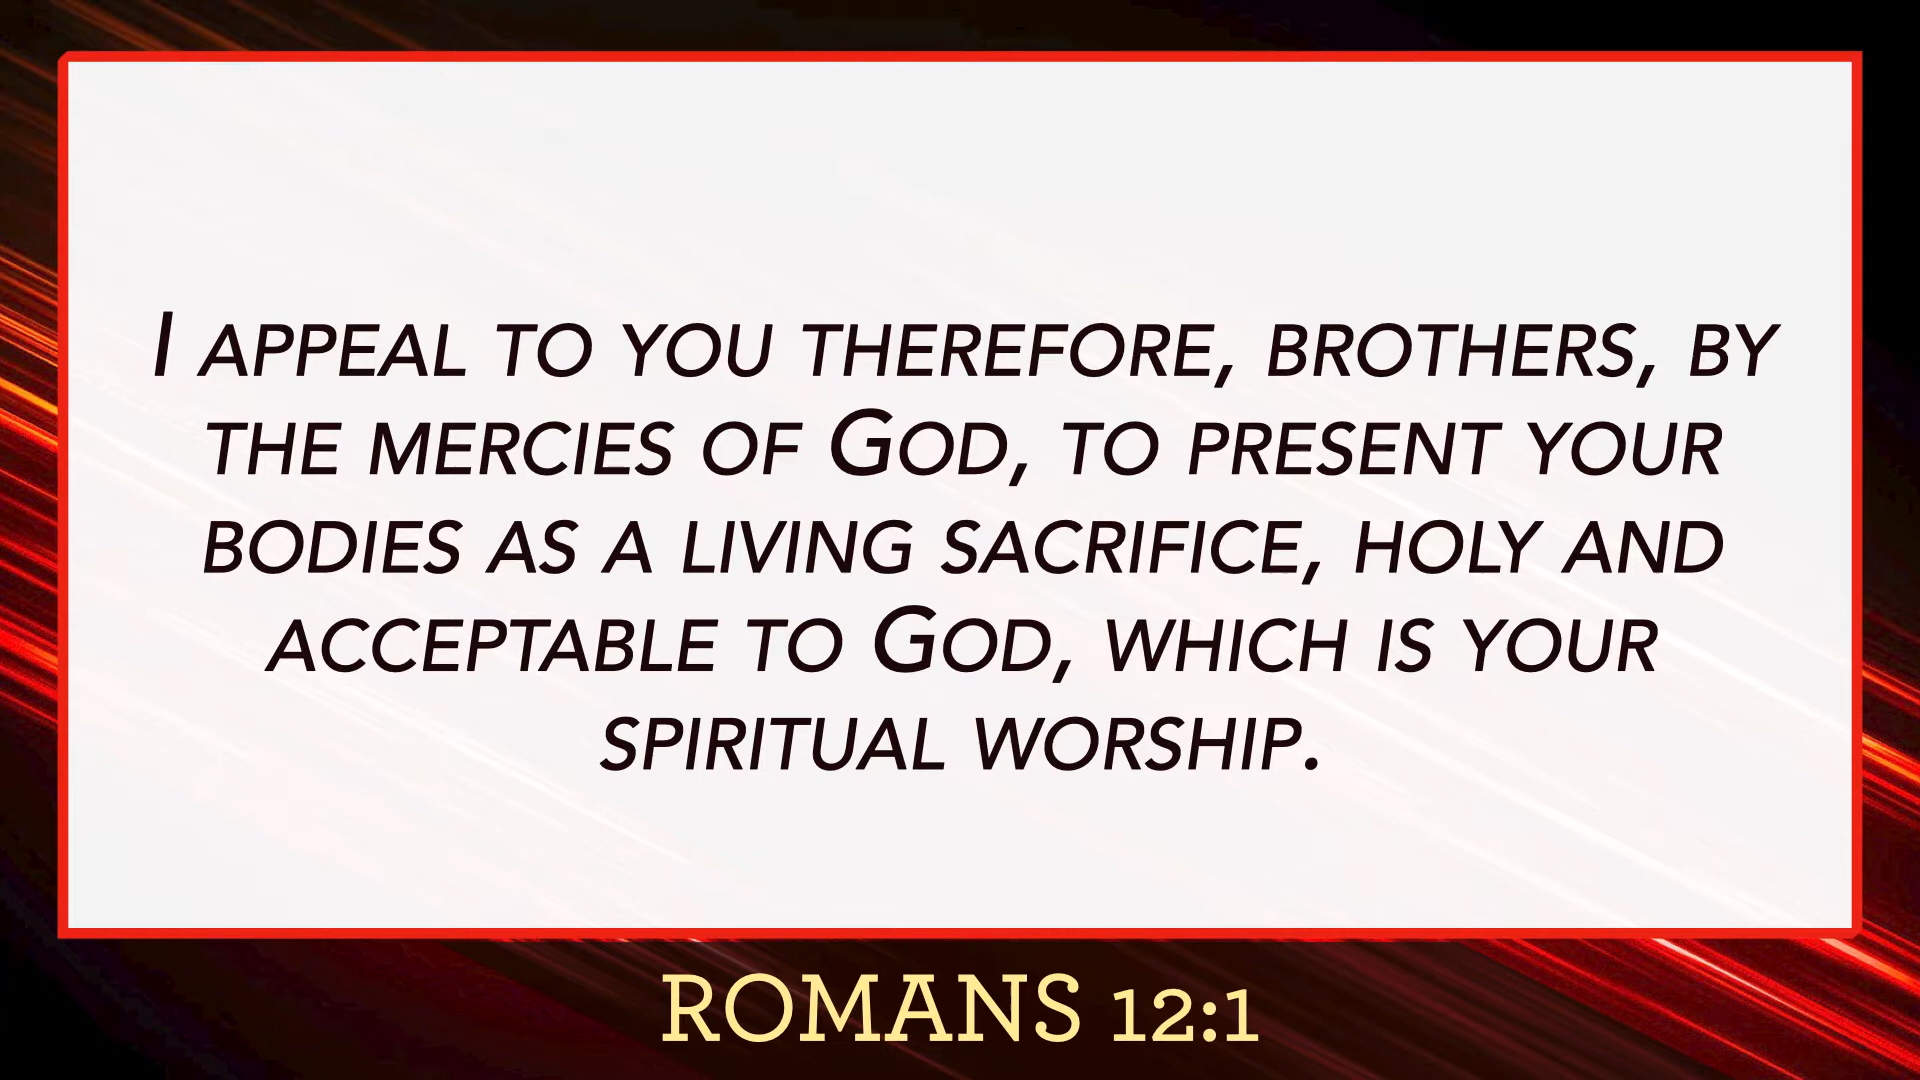 I appeal to you therefore, brothers, by
the mercies of God, to present your
bodies as a living sacrifice, holy and
acceptable to God, which is your
spiritual worship.
ROMANS 12:1